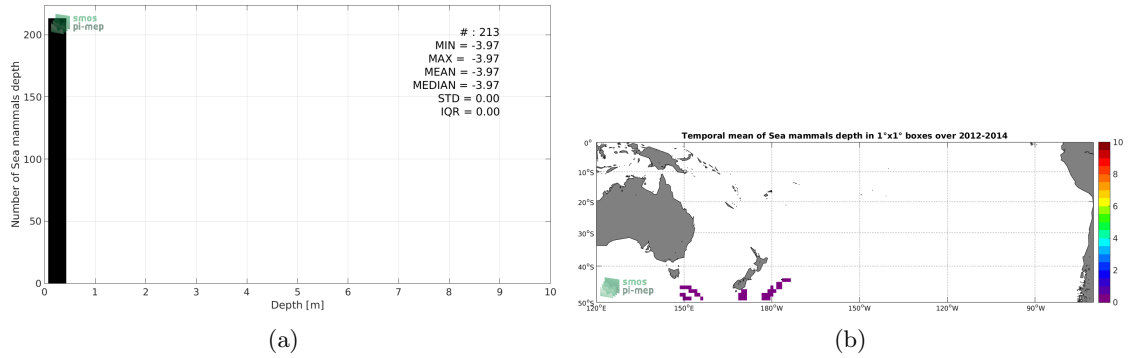 smos
pi-mep
# : 213
MIN = -3.97
MAX = -3.97
MEAN = -3.97
MEDIAN = -3.97
STD = 0.00
IQR = 0.00
Number of Sea mammals depth
200
150
100
50
0
0 1 2 3 4 5 6 7 8 9 10
Depth [m]
(a)
Temporal mean of Sea mammals depth in 1°x1° boxes over 2012-2014
0°
10°S
20°S
30°S
40°S
50°S
120°E 150°E 180°W 150°W 120°W 90°W
10
8
6
4
2
0
smos
pi-mep
(b)